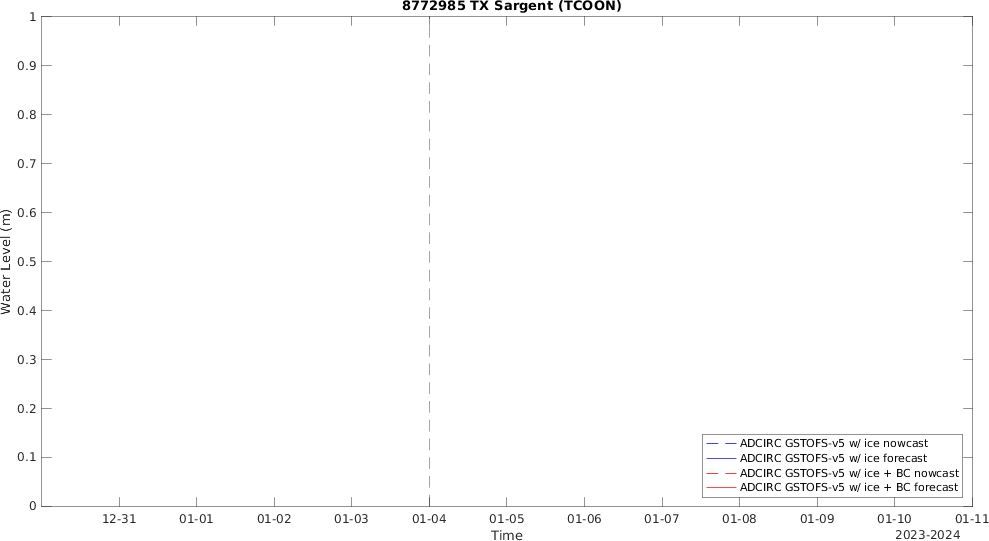 8772985 TX Sargent (TCOON)
1
0.9
0.8
0.7
0.6
0.5
0.4
0.3
0.2
0.1
0
Water Level (m)
ADCIRC GSTOFS-v5 w/ ice nowcast
ADCIRC GSTOFS-v5 w/ ice forecast
ADCIRC GSTOFS-v5 w/ ice + BC nowcast
ADCIRC GSTOFS-v5 w/ ice + BC forecast
12-31 01-01 01-02 01-03 01-04 01-05 01-06 01-07 01-08 01-09 01-10 01-11
Time
2023-2024